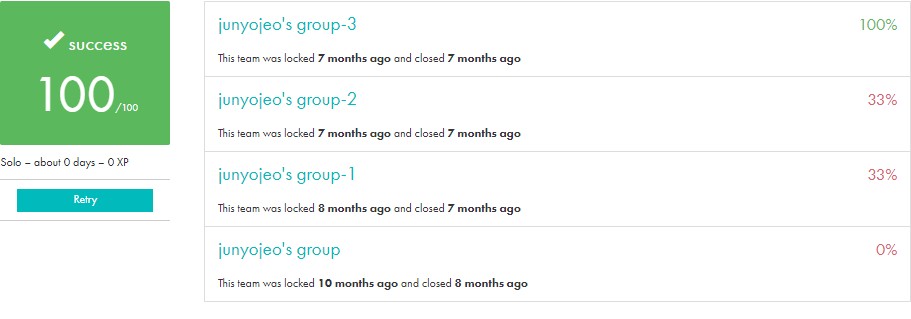 success
100/100
Solo – about 0 days – 0 XP
Retry
junyojeo's group-3 100%
This team was locked 7 months ago and closed 7 months ago
junyojeo's group-2 33%
This team was locked 7 months ago and closed 7 months ago
junyojeo's group-1 33%
This team was locked 8 months ago and closed 7 months ago
junyojeo's group 0%
This team was locked 10 months ago and closed 8 months ago